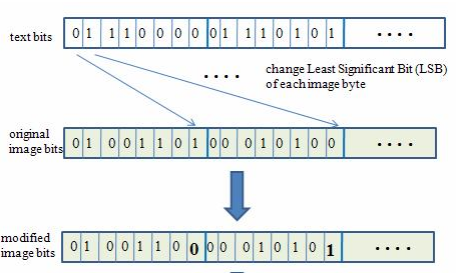 text bits 0 1 1 1 0 0 0 0 0 1 1 1 0 1 0 1 ....
.... change Least Significant Bit (LSB)
of each image byte
original
image bits 0 1 0 0 1 1 0 1 0 0 0 0 1 0 1 0 0 ....
modified
image bits 0 1 0 0 1 1 0 0 0 0 0 1 0 1 0 1 ....